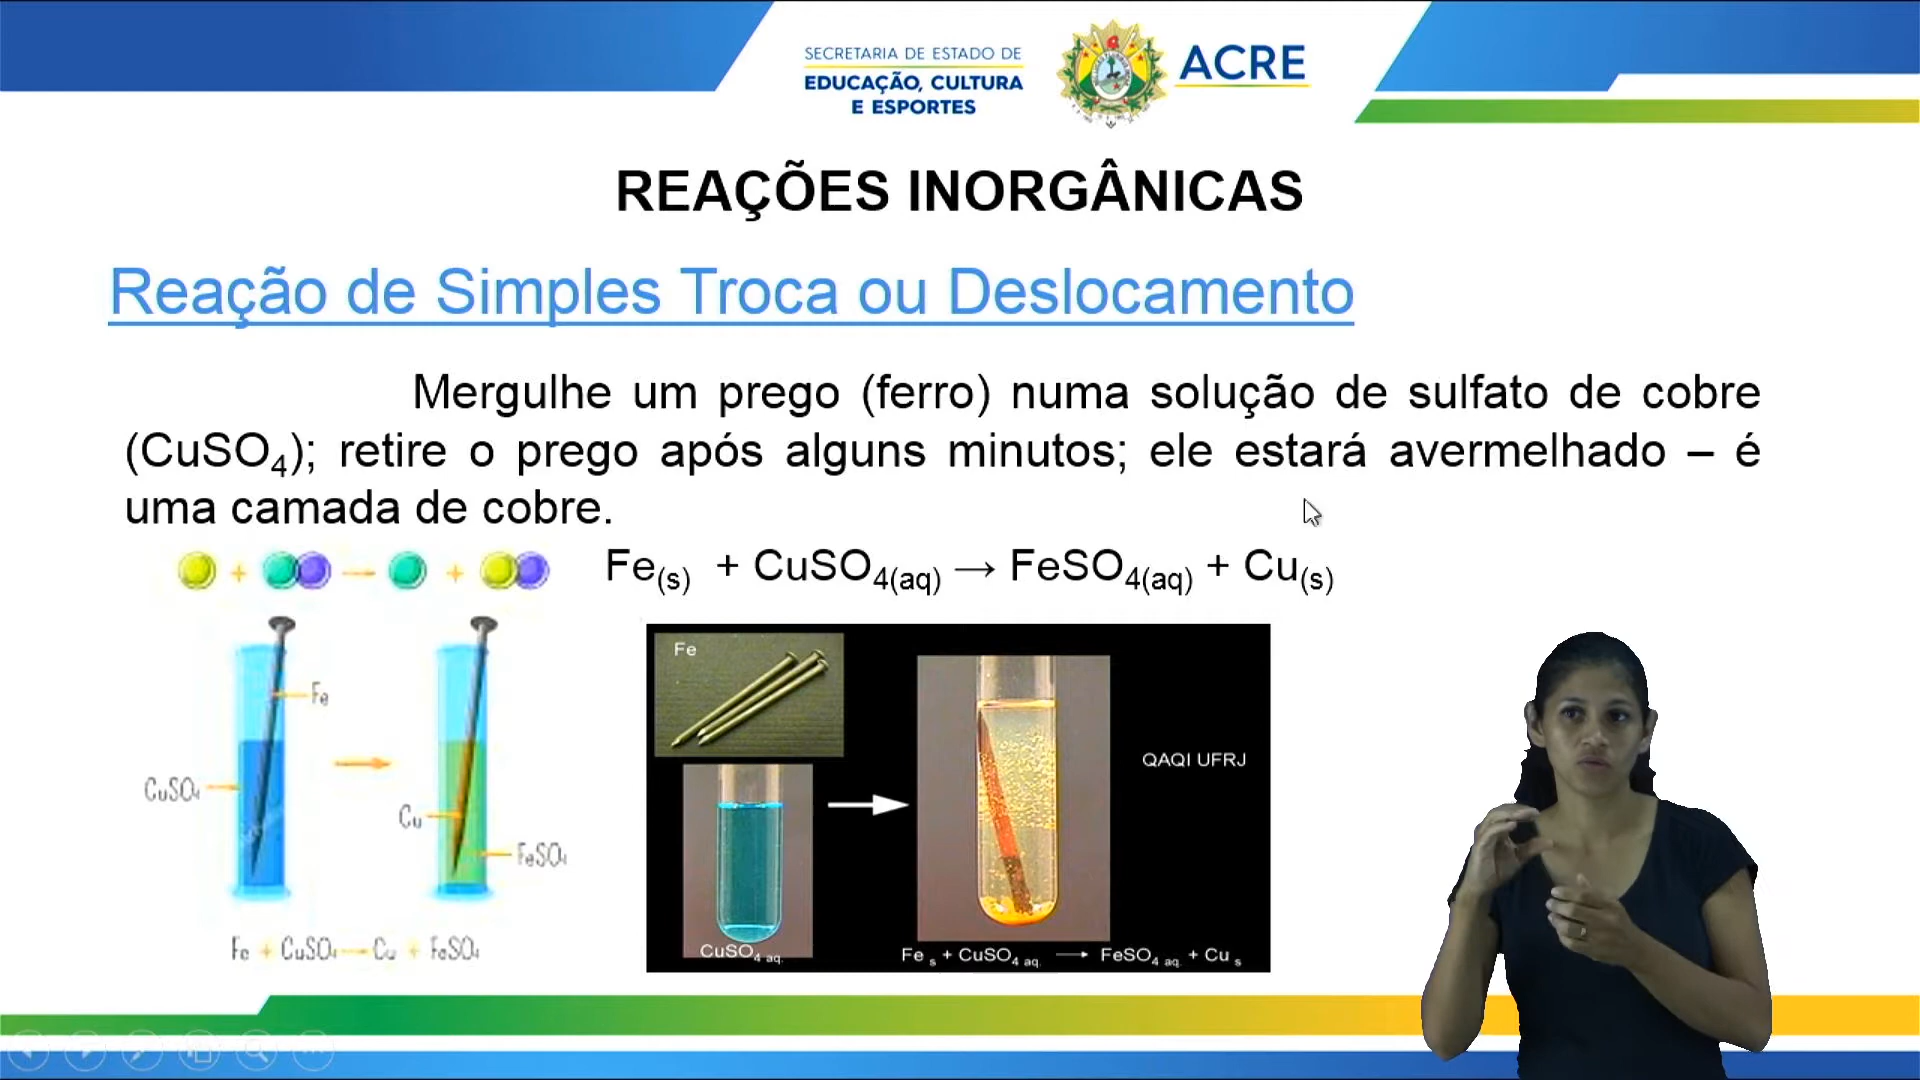 SECRETARIA DE ESTADO DE
EDUCAÇÃO, CULTURA
E ESPORTES
ACRE
REAÇÕES INORGÂNICAS
Reação de Simples Troca ou Deslocamento
Mergulhe um prego (ferro) numa solução de sulfato de cobre
(CuSO₄); retire o prego após alguns minutos; ele estará avermelhado – é
uma camada de cobre.
+ → +
Fe(s) + CuSO₄(aq) → FeSO₄(aq) + Cu(s)
Fe
CuSO₄
Cu
FeSO₄
Fe + CuSO₄ → Cu + FeSO₄
Fe
QAQI UFRJ
CuSO₄ aq.
Fe s + CuSO₄ aq. → FeSO₄ aq. + Cu s